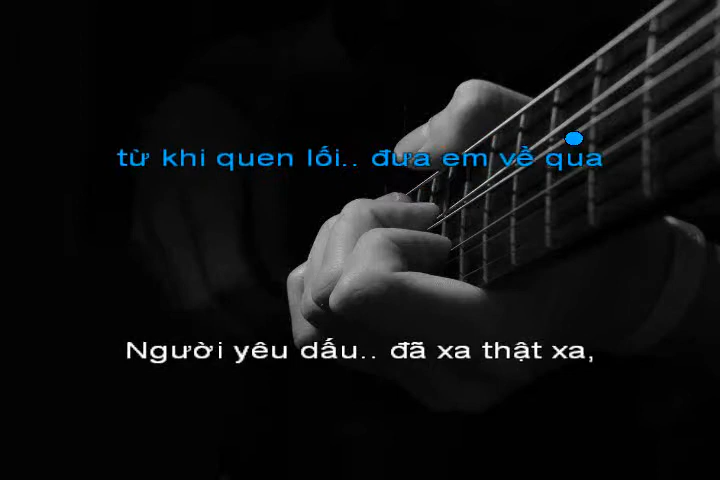 từ khi quen lối.. đưa em về qua
Người yêu dấu.. đã xa thật xa,